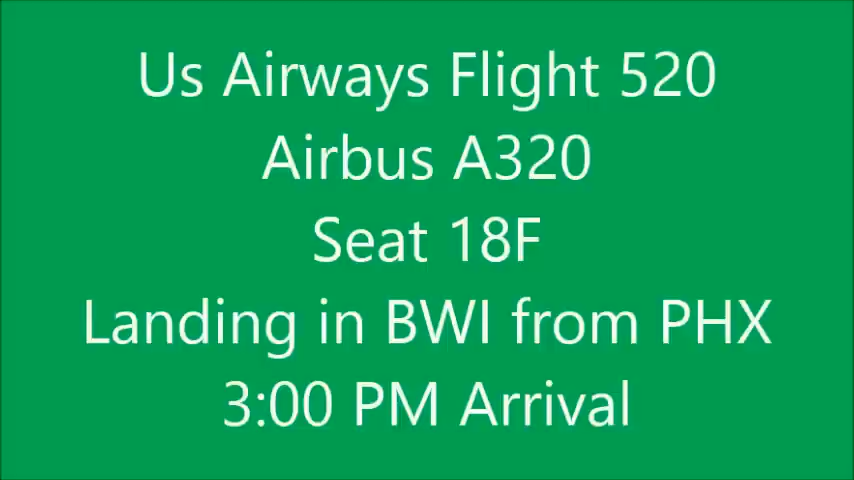 Us Airways Flight 520
Airbus A320
Seat 18F
Landing in BWI from PHX
3:00 PM Arrival